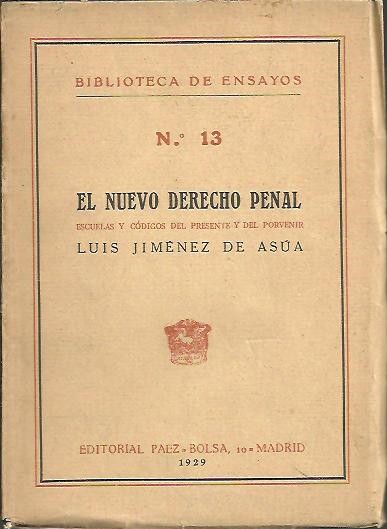 BIBLIOTECA DE ENSAYOS
N.º 13
EL NUEVO DERECHO PENAL
ESCUELAS Y CÓDIGOS DEL PRESENTE Y DEL PORVENIR
LUIS JIMÉNEZ DE ASÚA
EDITORIAL PAEZ=BOLSA, 10=MADRID
1929